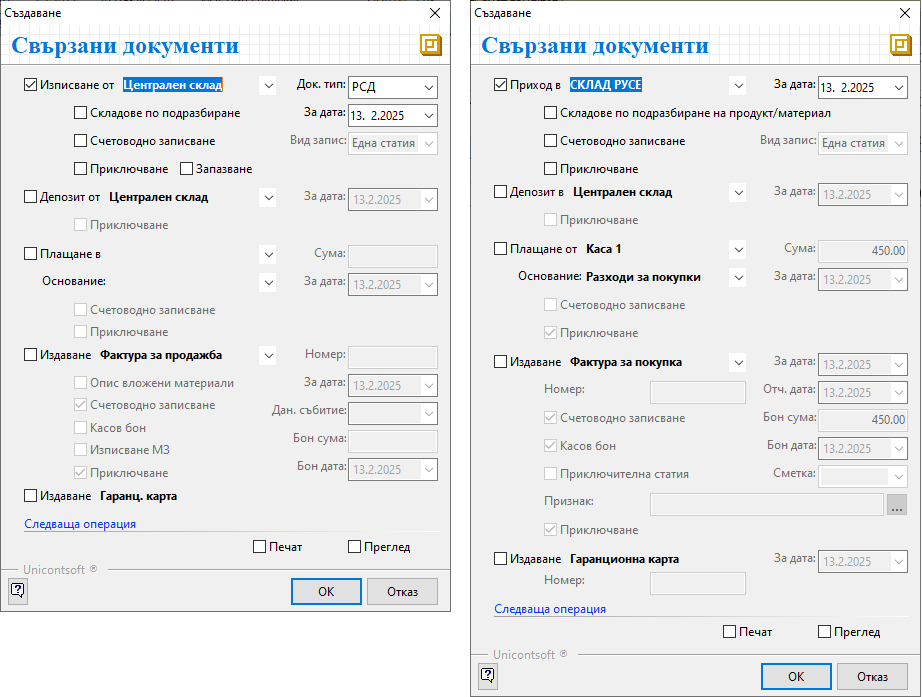 Създаване
Свързани документи
Изписване от Централен склад Док. тип: РСД
Складове по подразбиране За дата: 13. 2.2025
Счетоводно записване Вид запис: Една статия
Приключване Запазване
Депозит от Централен склад За дата: 13.2.2025
Приключване
Плащане в Сума:
Основание: За дата: 13.2.2025
Счетоводно записване
Приключване
Издаване Фактура за продажба Номер:
Опис вложени материали За дата: 13.2.2025
Счетоводно записване Дан. събитие:
Касов бон Бон сума:
Изписване МЗ
Приключване Бон дата: 13.2.2025
Издаване Гаранц. карта
Следваща операция
Печат Преглед
Unicontsoft ®
OK Отказ
Създаване
Свързани документи
Приход в СКЛАД РУСЕ За дата: 13. 2.2025
Складове по подразбиране на продукт/материал
Счетоводно записване Вид запис: Една статия
Приключване
Депозит в Централен склад За дата: 13.2.2025
Приключване
Плащане от Каса 1 Сума: 450.00
Основание: Разходи за покупки За дата: 13.2.2025
Счетоводно записване
Приключване
Издаване Фактура за покупка За дата: 13.2.2025
Номер: Отч. дата: 13.2.2025
Счетоводно записване Бон сума: 450.00
Касов бон Бон дата: 13.2.2025
Приключителна статия Сметка:
Признак: ...
Приключване
Издаване Гаранционна карта За дата: 13.2.2025
Номер:
Следваща операция
Печат Преглед
Unicontsoft ®
OK Отказ